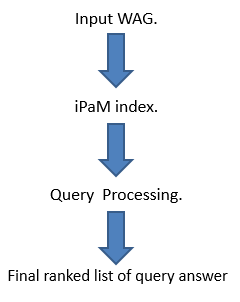 Input WAG.
iPaM index.
Query Processing.
Final ranked list of query answer